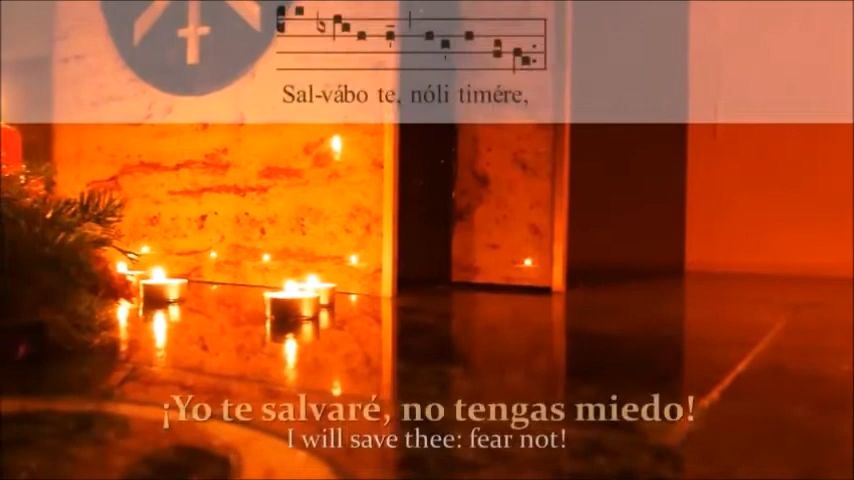 Sal-vábo te, nóli timére,
¡Yo te salvaré, no tengas miedo!
I will save thee: fear not!